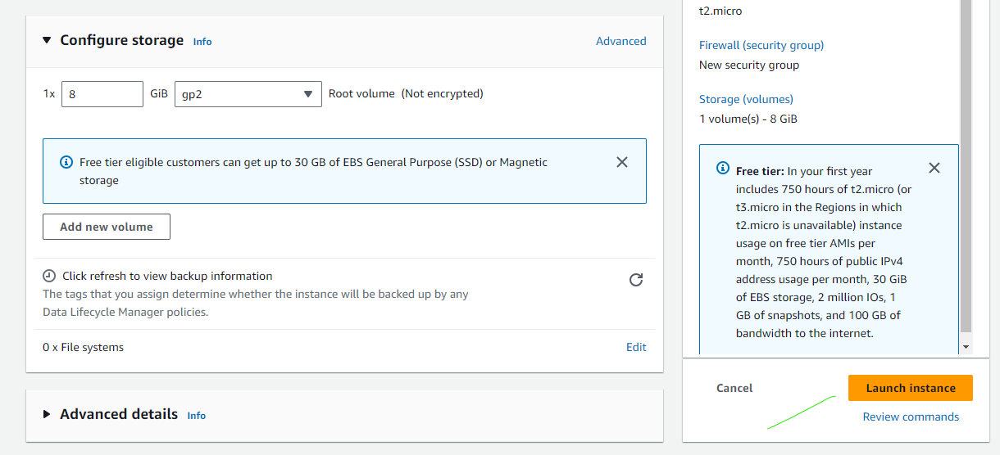 Configure storage Info Advanced
1x 8 GiB gp2 Root volume (Not encrypted)
Free tier eligible customers can get up to 30 GB of EBS General Purpose (SSD) or Magnetic
storage
Add new volume
Click refresh to view backup information
The tags that you assign determine whether the instance will be backed up by any
Data Lifecycle Manager policies.
0 x File systems Edit
Advanced details Info
t2.micro
Firewall (security group)
New security group
Storage (volumes)
1 volume(s) - 8 GiB
Free tier: In your first year
includes 750 hours of t2.micro (or
t3.micro in the Regions in which
t2.micro is unavailable) instance
usage on free tier AMIs per
month, 750 hours of public IPv4
address usage per month, 30 GiB
of EBS storage, 2 million IOs, 1
GB of snapshots, and 100 GB of
bandwidth to the internet.
Cancel Launch instance
Review commands